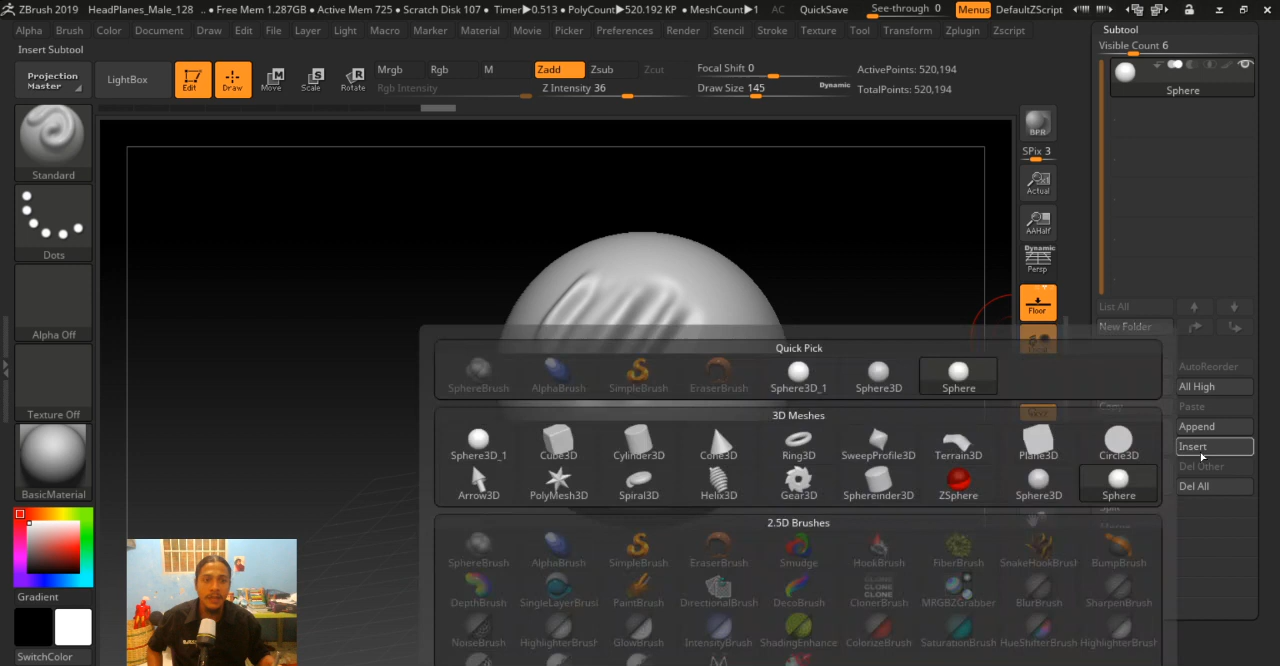 ZBrush 2019 HeadPlanes_Male_128 .. • Free Mem 1.287GB • Active Mem 725 • Scratch Disk 107 • Timer▶0.513 • PolyCount▶520.192 KP • MeshCount▶1 AC QuickSave See-through 0 Menus DefaultZScript
Alpha Brush Color Document Draw Edit File Layer Light Macro Marker Material Movie Picker Preferences Render Stencil Stroke Texture Tool Transform Zplugin Zscript
Insert Subtool
Projection Master
LightBox
Edit
Draw
Move
Scale
Rotate
Mrgb Rgb M
Rgb Intensity
Zadd Zsub Zcut
Z Intensity 36
Focal Shift 0
Draw Size 145 Dynamic
ActivePoints: 520,194
TotalPoints: 520,194
Standard
Dots
Alpha Off
Texture Off
BasicMaterial
Gradient
SwitchColor
BPR
SPix 3
Actual
AAHalf
Dynamic
Persp
Floor
Quick Pick
SphereBrush AlphaBrush SimpleBrush EraserBrush Sphere3D_1 Sphere3D Sphere
3D Meshes
Sphere3D_1 Cube3D Cylinder3D Cone3D Ring3D SweepProfile3D Terrain3D Plane3D Circle3D
Arrow3D PolyMesh3D Spiral3D Helix3D Gear3D Sphereinder3D ZSphere Sphere3D Sphere
2.5D Brushes
SphereBrush AlphaBrush SimpleBrush EraserBrush Smudge HookBrush FiberBrush SnakeHookBrush BumpBrush
DepthBrush SingleLayerBrusl PaintBrush DirectionalBrush DecoBrush ClonerBrush MRGBZGrabber BlurBrush SharpenBrush
NoiseBrush HighlighterBrush GlowBrush IntensityBrush ShadingEnhance ColorizeBrush SaturationBrush HueShifterBrush HighlighterBrush
Subtool
Visible Count 6
Sphere
List All
New Folder
AutoReorder
All High
Copy Paste
Append
Insert
Del Other
Del All
Split